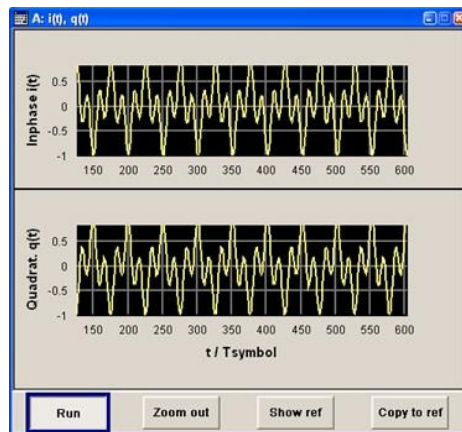 A: i(t), q(t)
Inphase i(t)
0.5
0
-0.5
-1
150 200 250 300 350 400 450 500 550 600
Quadrat. q(t)
0.5
0
-0.5
-1
150 200 250 300 350 400 450 500 550 600
t / Tsymbol
Run Zoom out Show ref Copy to ref